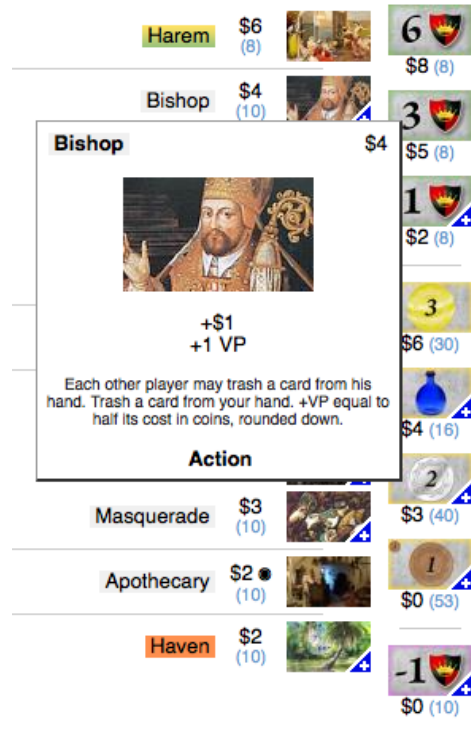 Harem $6 (8)
6
$8 (8)
Bishop $4 (10)
3
$5 (8)
Bishop $4
1
$2 (8)
+$1
+1 VP
3
$6 (30)
Each other player may trash a card from his
hand. Trash a card from your hand. +VP equal to
half its cost in coins, rounded down.
$4 (16)
Action
2
$3 (40)
Masquerade $3 (10)
1
$0 (53)
Apothecary $2 (10)
Haven $2 (10)
-1
$0 (10)